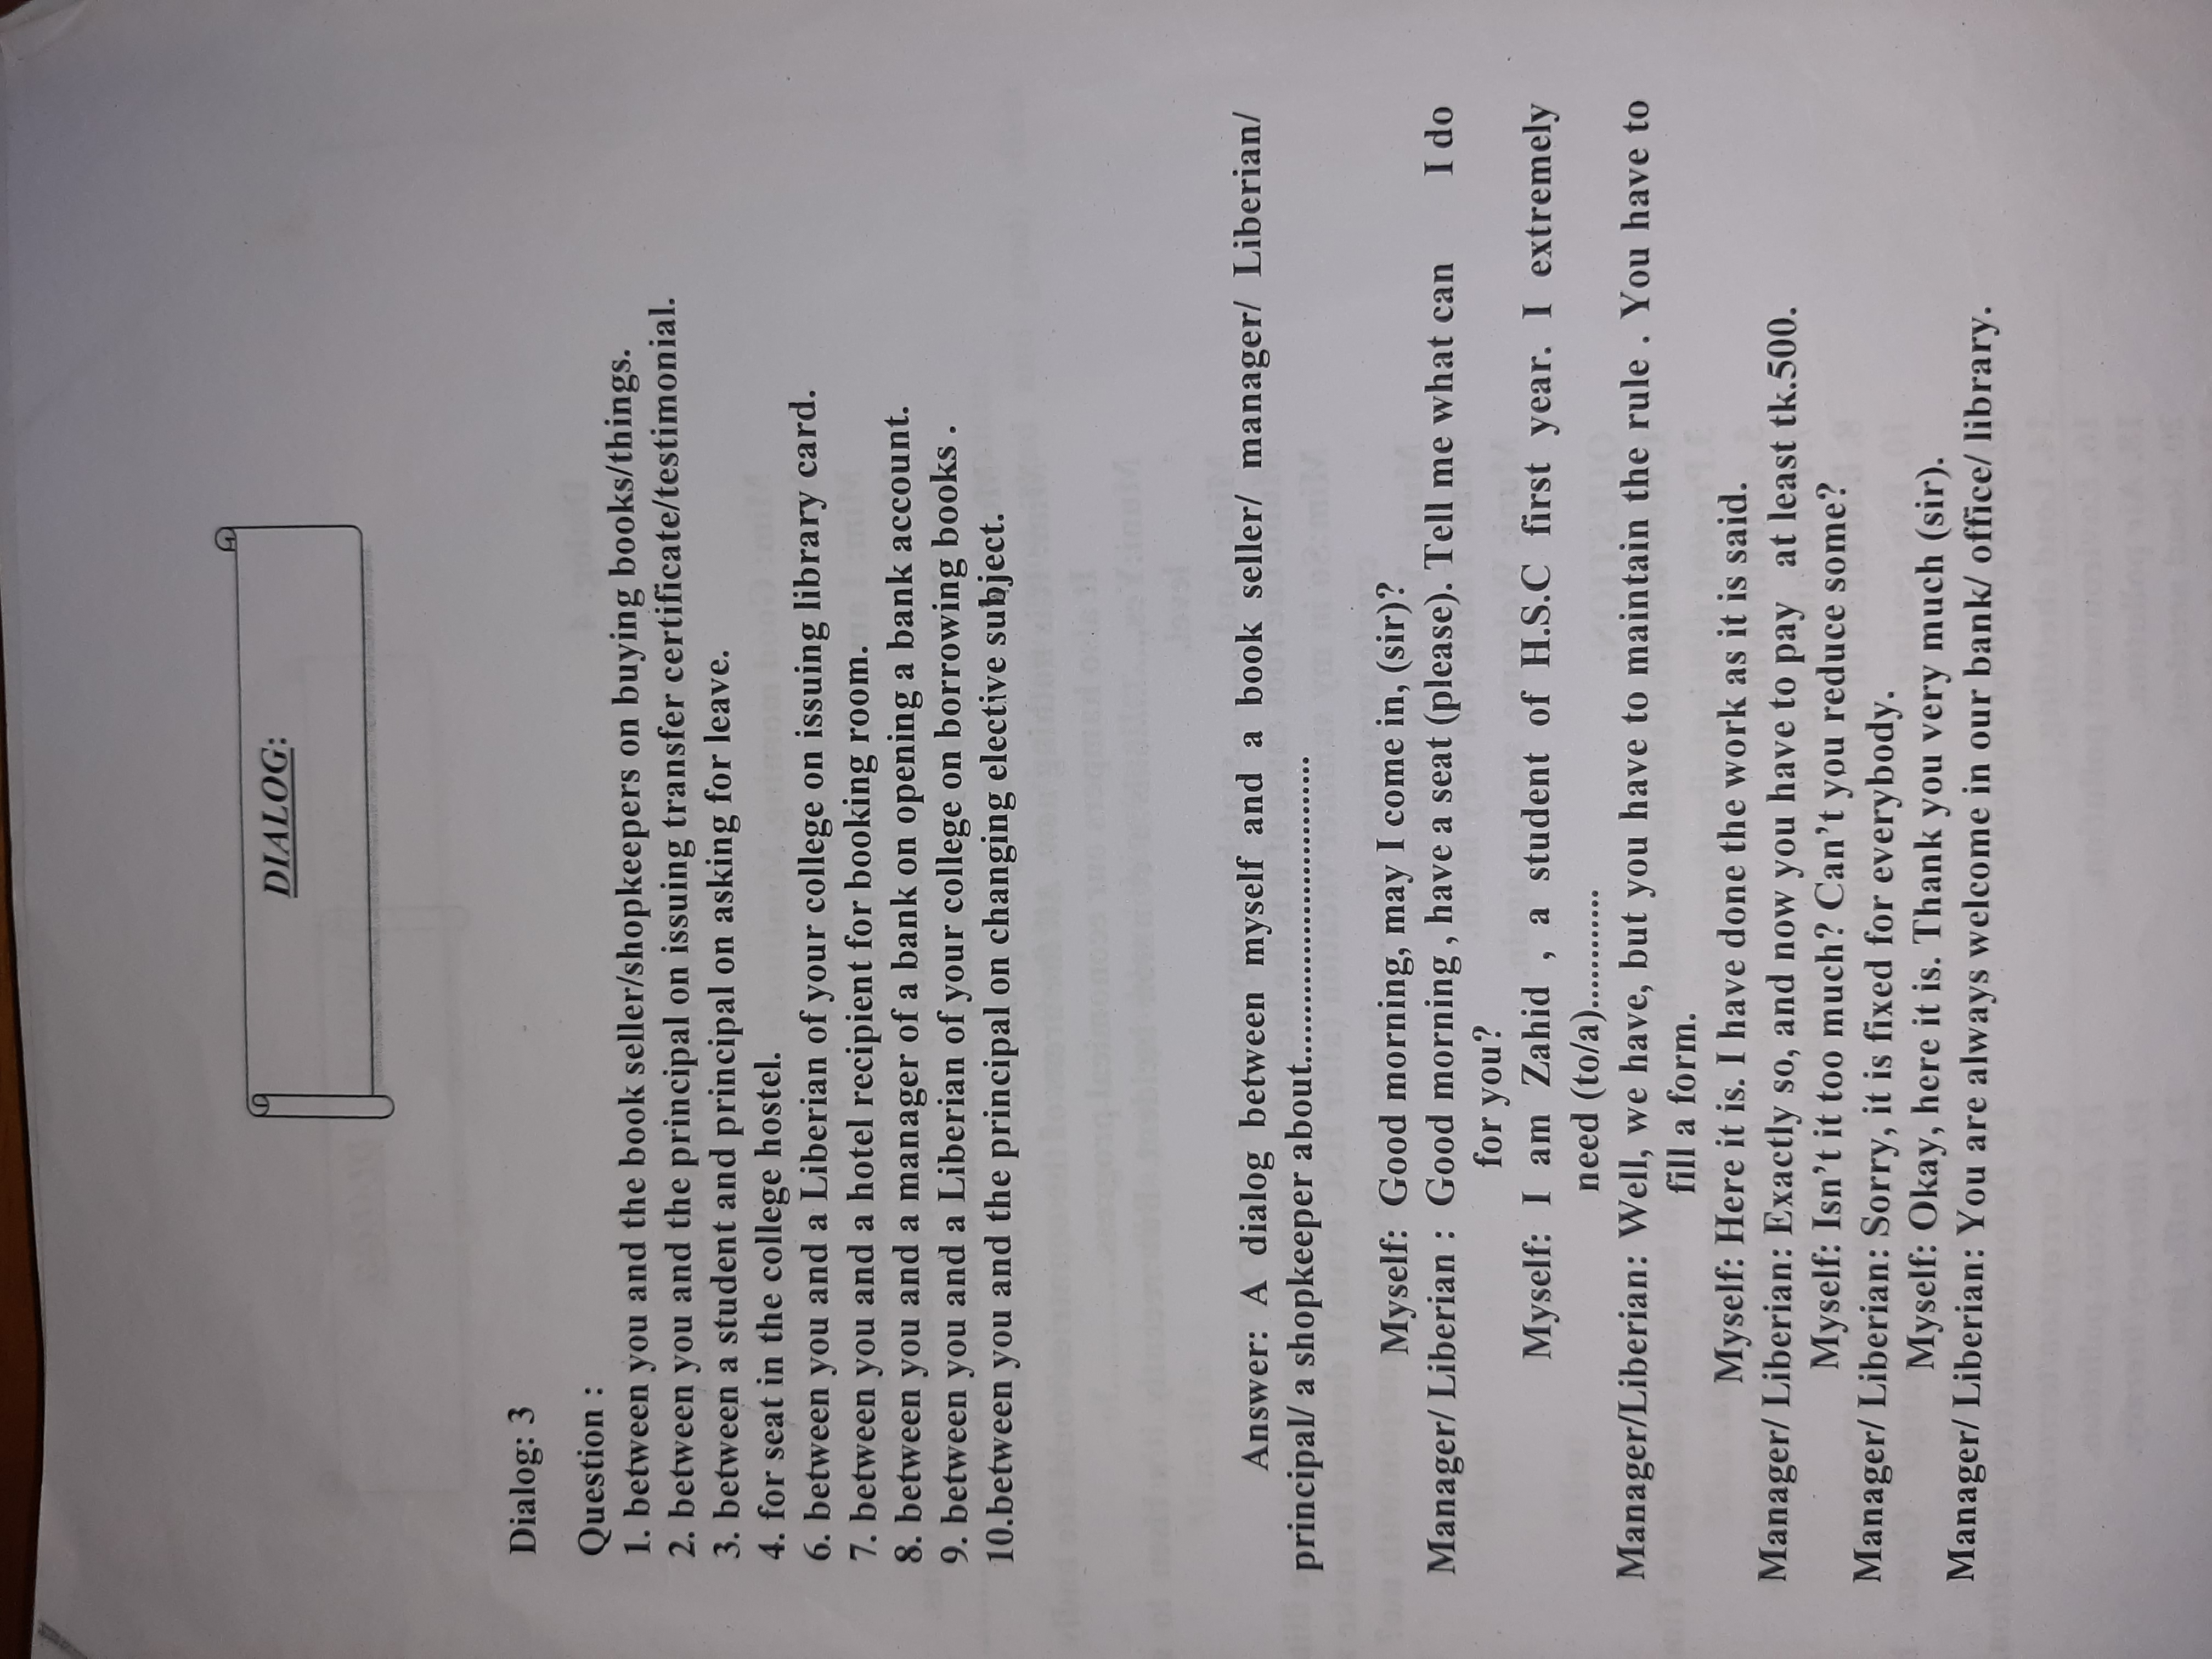 DIALOG:
Dialog: 3
Question :
1. between you and the book seller/shopkeepers on buying books/things.
2. between you and the principal on issuing transfer certificate/testimonial.
3. between a student and principal on asking for leave.
4. for seat in the college hostel.
6. between you and a Liberian of your college on issuing library card.
7. between you and a hotel recipient for booking room.
8. between you and a manager of a bank on opening a bank account.
9. between you and a Liberian of your college on borrowing books .
10.between you and the principal on changing elective subject.
Answer: A dialog between myself and a book seller/ manager/ Liberian/
principal/ a shopkeeper about................................
Myself: Good morning, may I come in, (sir)?
Manager/ Liberian : Good morning , have a seat (please). Tell me what can I do
for you?
Myself: I am Zahid , a student of H.S.C first year. I extremely
need (to/a)............
Manager/Liberian: Well, we have, but you have to maintain the rule . You have to
fill a form.
Myself: Here it is. I have done the work as it is said.
Manager/ Liberian: Exactly so, and now you have to pay at least tk.500.
Myself: Isn't it too much? Can't you reduce some?
Manager/ Liberian: Sorry, it is fixed for everybody.
Myself: Okay, here it is. Thank you very much (sir).
Manager/ Liberian: You are always welcome in our bank/ office/ library.